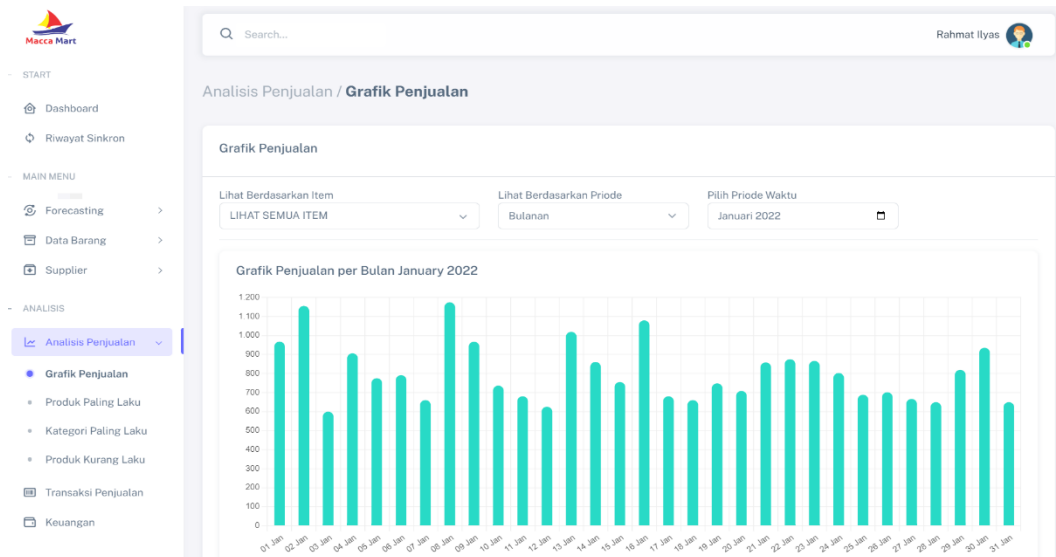 Macca Mart
START
Dashboard
Riwayat Sinkron
MAIN MENU
Forecasting
Data Barang
Supplier
ANALISIS
Analisis Penjualan
Grafik Penjualan
Produk Paling Laku
Kategori Paling Laku
Produk Kurang Laku
Transaksi Penjualan
Keuangan
Search...
Rahmat Ilyas
Analisis Penjualan / Grafik Penjualan
Grafik Penjualan
Lihat Berdasarkan Item
LIHAT SEMUA ITEM
Lihat Berdasarkan Priode
Bulanan
Pilih Priode Waktu
Januari 2022
Grafik Penjualan per Bulan January 2022
1.200
1.100
1.000
900
800
700
600
500
400
300
200
100
0
01 Jan
02 Jan
03 Jan
04 Jan
05 Jan
06 Jan
07 Jan
08 Jan
09 Jan
10 Jan
11 Jan
12 Jan
13 Jan
14 Jan
15 Jan
16 Jan
17 Jan
18 Jan
19 Jan
20 Jan
21 Jan
22 Jan
23 Jan
24 Jan
25 Jan
26 Jan
27 Jan
28 Jan
29 Jan
30 Jan
31 Jan